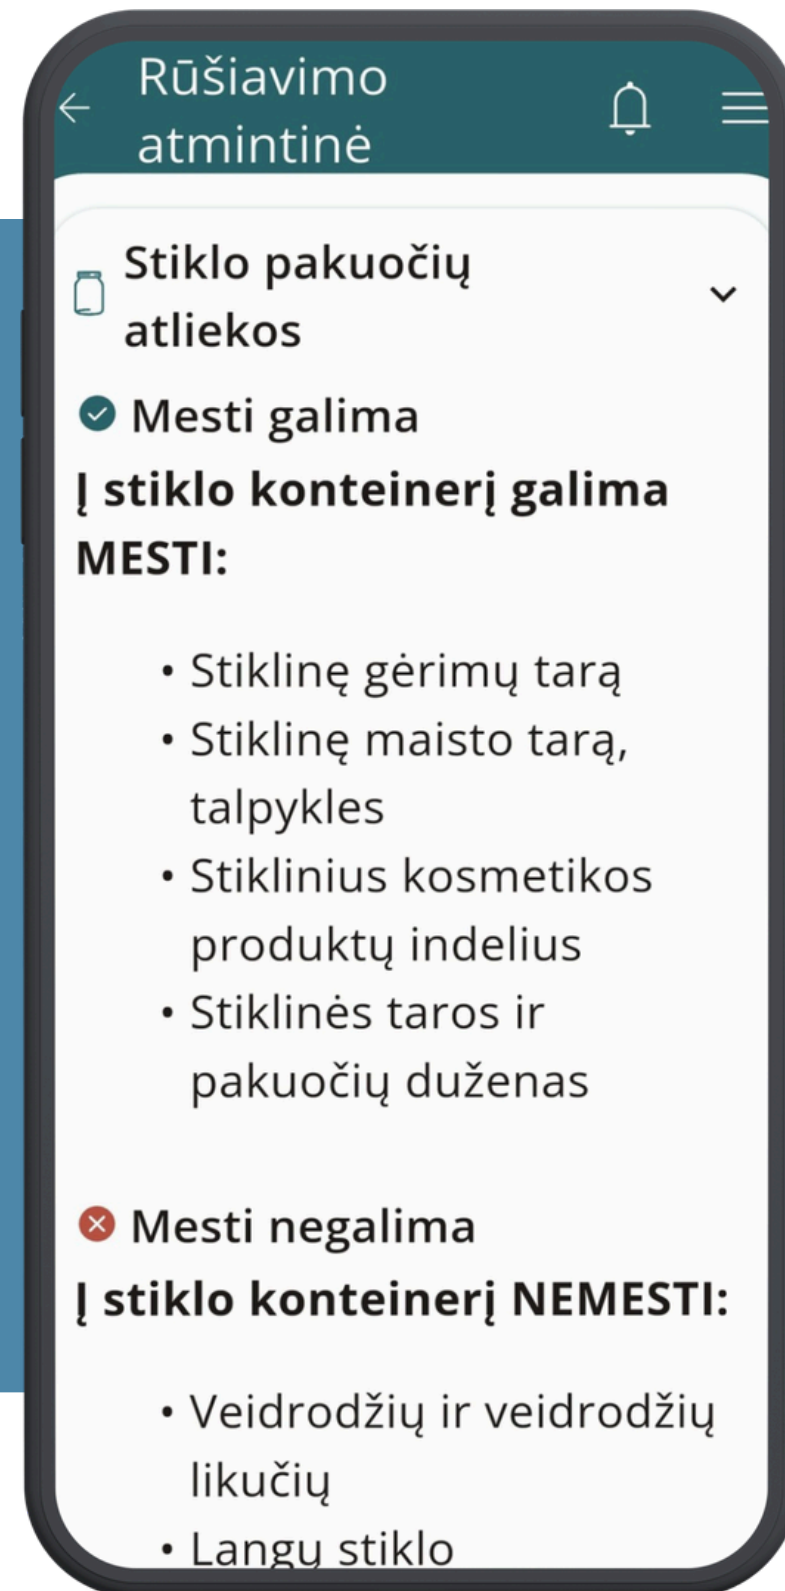 Rūšiavimo
atmintinė
Stiklo pakuočių
atliekos
Mesti galima
Į stiklo konteinerį galima
MESTI:
• Stiklinę gėrimų tarą
• Stiklinę maisto tarą,
talpykles
• Stiklinius kosmetikos
produktų indelius
• Stiklinės taros ir
pakuočių duženas
Mesti negalima
Į stiklo konteinerį NEMESTI:
• Veidrodžių ir veidrodžių
likučių
• Langų stiklo